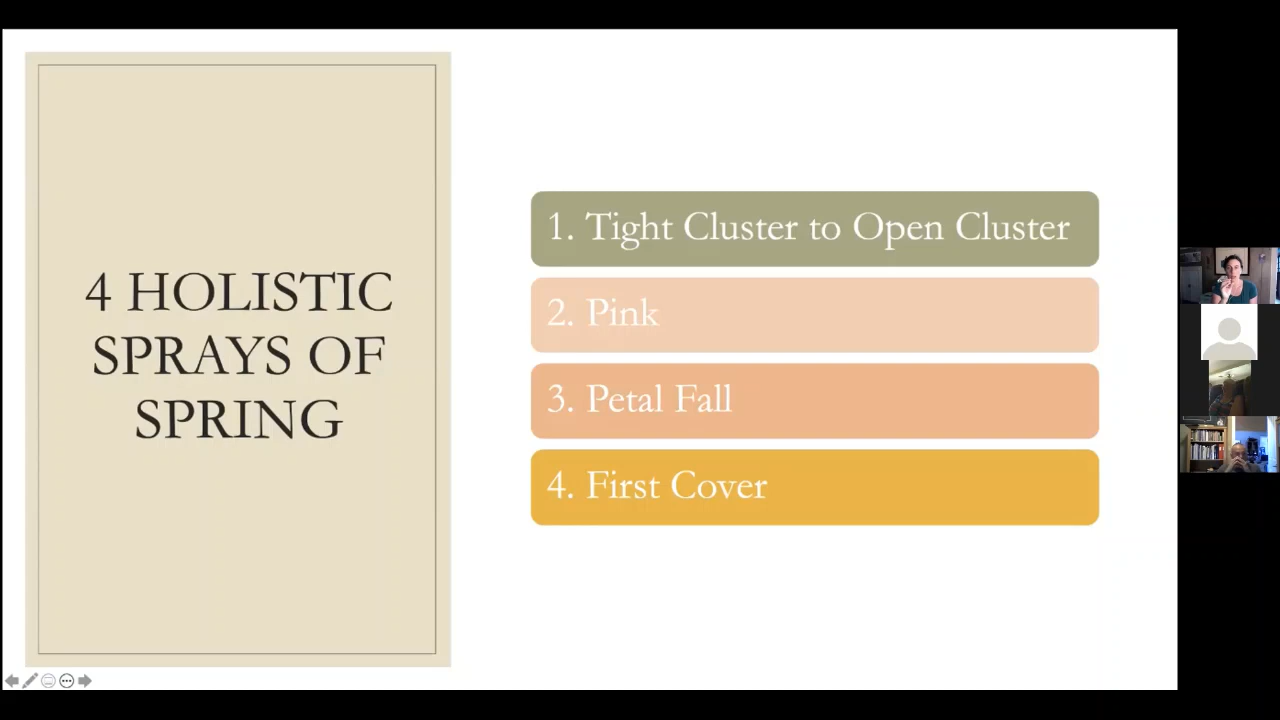 4 HOLISTIC
SPRAYS OF
SPRING
1. Tight Cluster to Open Cluster
2. Pink
3. Petal Fall
4. First Cover